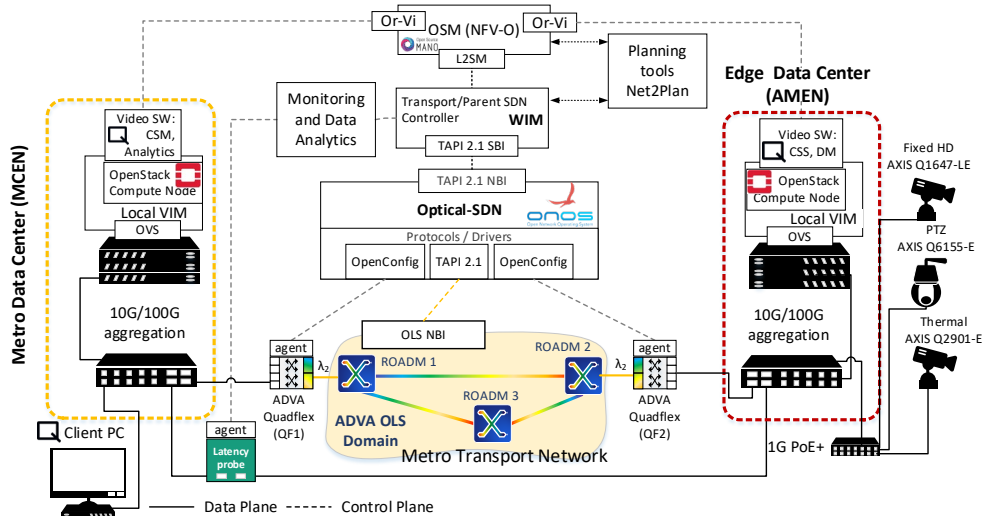 Or-Vi
OSM (NFV-O)
Or-Vi
Open Source
MANO
L2SM
Planning
tools
Net2Plan
Monitoring
and Data
Analytics
Transport/Parent SDN
Controller
WIM
TAPI 2.1 SBI
TAPI 2.1 NBI
Optical-SDN
onos
Open Network Operating System
Protocols / Drivers
OpenConfig
TAPI 2.1
OpenConfig
OLS NBI
Metro Data Center (MCEN)
Video SW:
CSM,
Analytics
OpenStack
Compute Node
Local VIM
OVS
10G/100G
aggregation
Edge Data Center
(AMEN)
Video SW:
CSS, DM
OpenStack
Compute Node
Local VIM
OVS
10G/100G
aggregation
Fixed HD
AXIS Q1647-LE
PTZ
AXIS Q6155-E
Thermal
AXIS Q2901-E
1G PoE+
agent
λ2
ADVA
Quadflex
(QF1)
ROADM 1
ROADM 2
ROADM 3
ADVA OLS
Domain
Metro Transport Network
agent
λ2
ADVA
Quadflex
(QF2)
Client PC
agent
Latency
probe
Data Plane
Control Plane